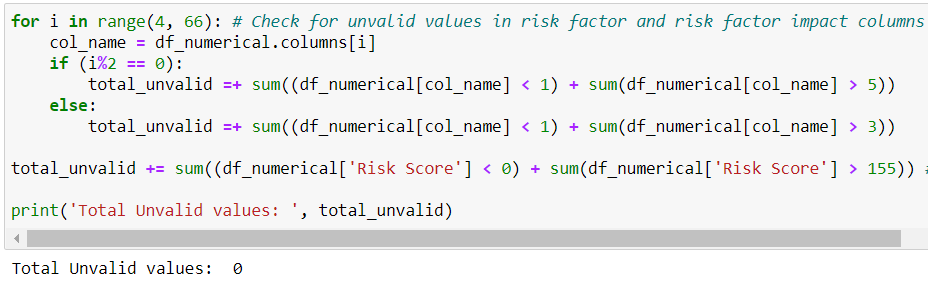 for i in range(4, 66): # Check for unvalid values in risk factor and risk factor impact columns
    col_name = df_numerical.columns[i]
    if (i%2 == 0):
        total_unvalid =+ sum((df_numerical[col_name] < 1) + sum(df_numerical[col_name] > 5))
    else:
        total_unvalid =+ sum((df_numerical[col_name] < 1) + sum(df_numerical[col_name] > 3))
total_unvalid += sum((df_numerical['Risk Score'] < 0) + sum(df_numerical['Risk Score'] > 155)) #
print('Total Unvalid values: ', total_unvalid)
Total Unvalid values:  0